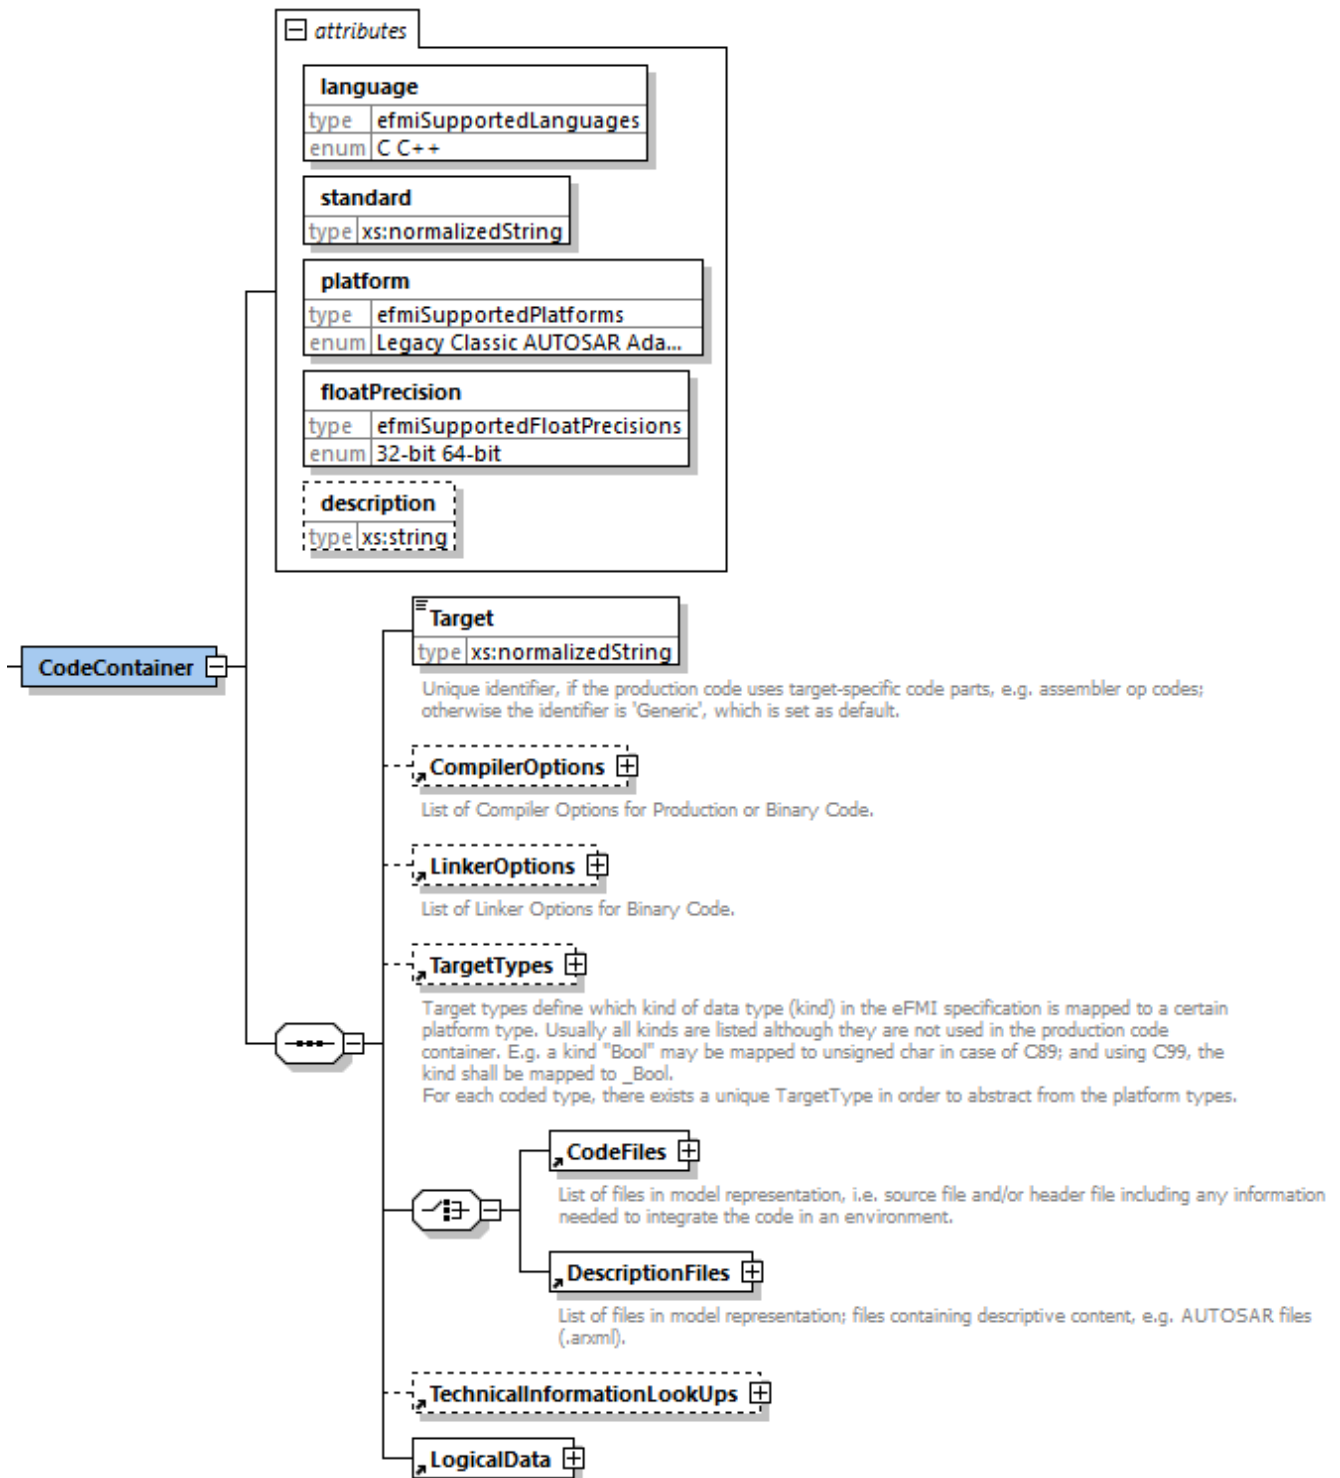 attributes
language
type efmiSupportedLanguages
enum C C++
standard
type xs:normalizedString
platform
type efmiSupportedPlatforms
enum Legacy Classic AUTOSAR Ada...
floatPrecision
type efmiSupportedFloatPrecisions
enum 32-bit 64-bit
description
type xs:string
CodeContainer
Target
type xs:normalizedString
Unique identifier, if the production code uses target-specific code parts, e.g. assembler op codes;
otherwise the identifier is 'Generic', which is set as default.
CompilerOptions
List of Compiler Options for Production or Binary Code.
LinkerOptions
List of Linker Options for Binary Code.
TargetTypes
Target types define which kind of data type (kind) in the eFMI specification is mapped to a certain
platform type. Usually all kinds are listed although they are not used in the production code
container. E.g. a kind "Bool" may be mapped to unsigned char in case of C89; and using C99, the
kind shall be mapped to _Bool.
For each coded type, there exists a unique TargetType in order to abstract from the platform types.
CodeFiles
List of files in model representation, i.e. source file and/or header file including any information
needed to integrate the code in an environment.
DescriptionFiles
List of files in model representation; files containing descriptive content, e.g. AUTOSAR files
(.arxml).
TechnicalInformationLookUps
LogicalData